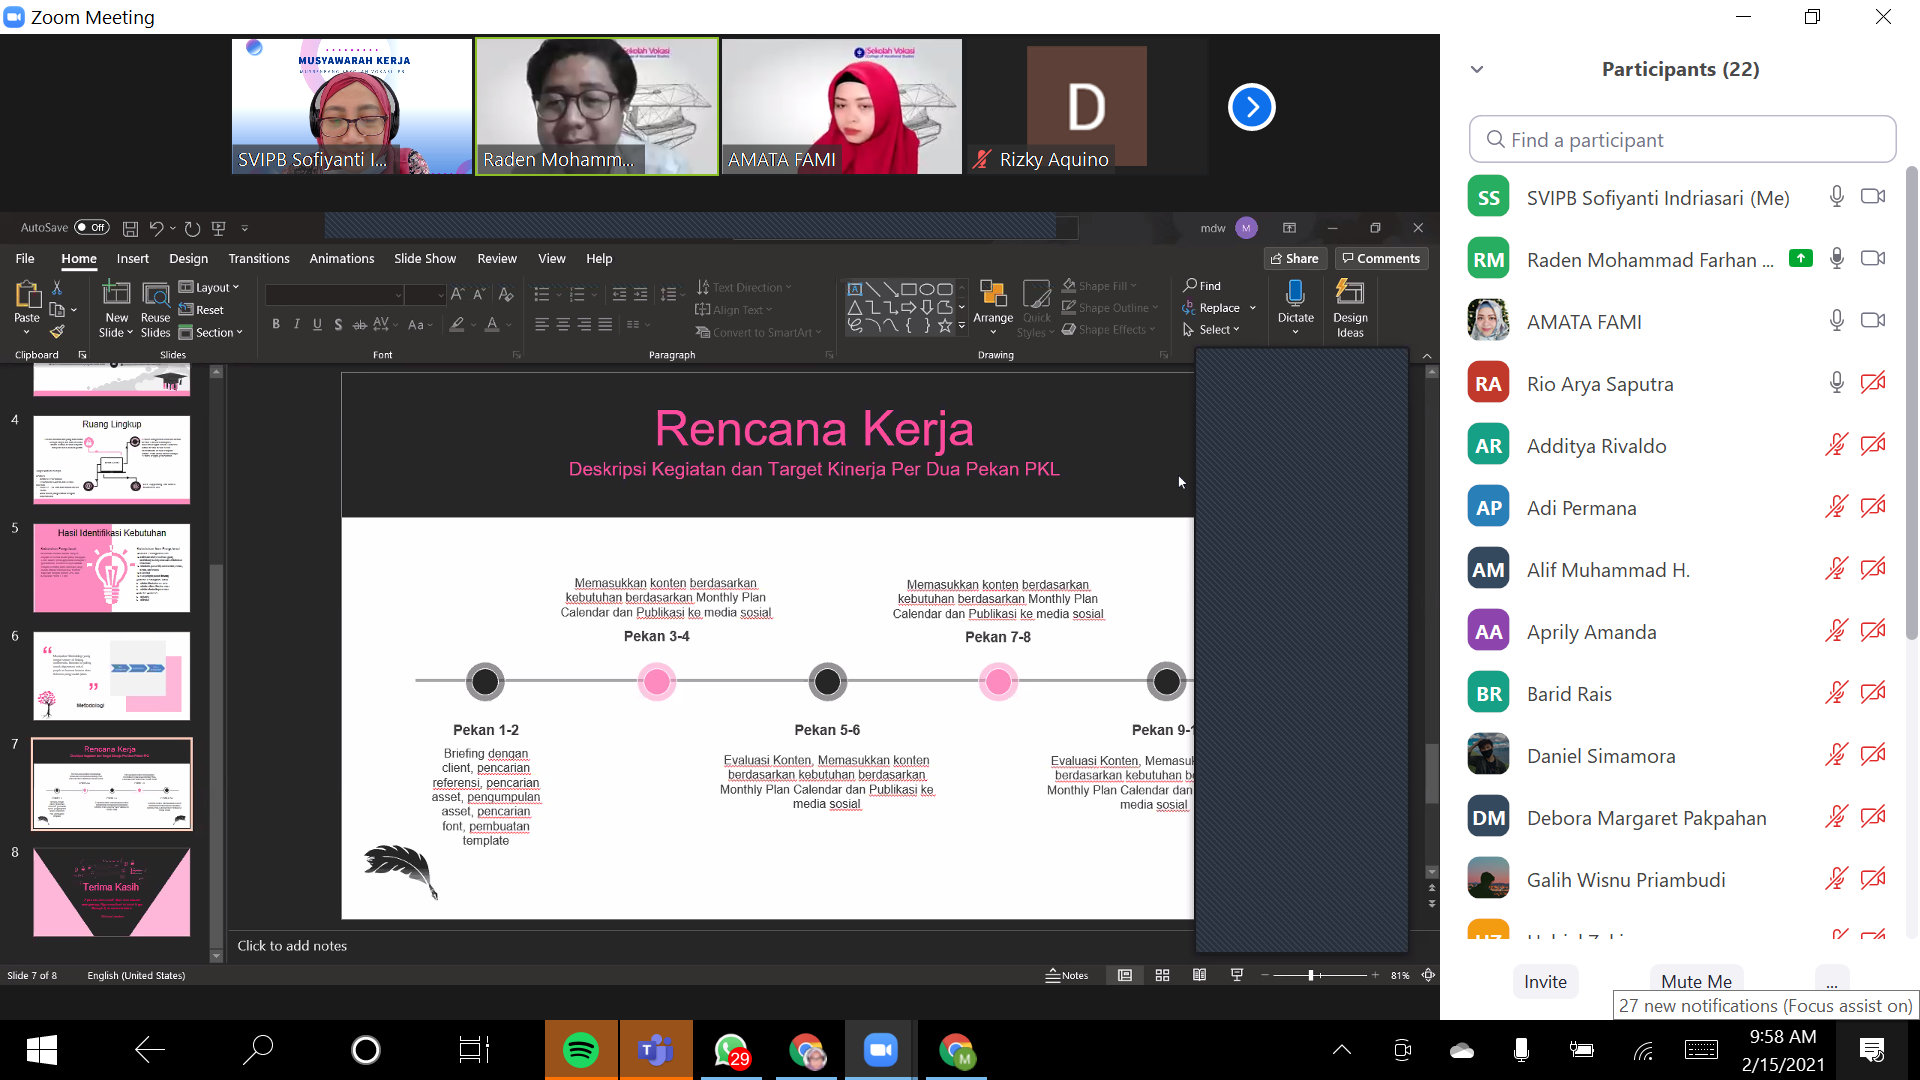 Zoom Meeting
MUSYAWARAH KERJA
SVIPB Sofiyanti I...
Sekolah Vokasi
Raden Mohamm...
Sekolah Vokasi
College of Vocational Studies
AMATA FAMI
D
Rizky Aquino
Participants (22)
Find a participant
SS SVIPB Sofiyanti Indriasari (Me)
RM Raden Mohammad Farhan ...
AMATA FAMI
RA Rio Arya Saputra
AR Additya Rivaldo
AP Adi Permana
AM Alif Muhammad H.
AA Aprily Amanda
BR Barid Rais
Daniel Simamora
DM Debora Margaret Pakpahan
Galih Wisnu Priambudi
Invite
Mute Me
...
27 new notifications (Focus assist on)
AutoSave Off
mdw M
File Home Insert Design Transitions Animations Slide Show Review View Help
Share Comments
Paste
Clipboard
New Slide
Reuse Slides
Layout
Reset
Section
Slides
B I U S ab AV Aa A
Font
Text Direction
Align Text
Convert to SmartArt
Paragraph
Arrange
Quick Styles
Shape Fill
Shape Outline
Shape Effects
Drawing
Find
Replace
Select
Dictate
Design Ideas
4
Ruang Lingkup
5
Hasil Identifikasi Kebutuhan
6
Metodologi
7
Rencana Kerja
8
Terima Kasih
Rencana Kerja
Deskripsi Kegiatan dan Target Kinerja Per Dua Pekan PKL
Memasukkan konten berdasarkan
kebutuhan berdasarkan Monthly Plan
Calendar dan Publikasi ke media sosial
Pekan 3-4
Memasukkan konten berdasarkan
kebutuhan berdasarkan Monthly Plan
Calendar dan Publikasi ke media sosial
Pekan 7-8
Pekan 1-2
Briefing dengan
client, pencarian
referensi, pencarian
asset, pengumpulan
asset, pencarian
font, pembuatan
template
Pekan 5-6
Evaluasi Konten, Memasukkan konten
berdasarkan kebutuhan berdasarkan
Monthly Plan Calendar dan Publikasi ke
media sosial
Pekan 9-1
Evaluasi Konten, Memasuk
berdasarkan kebutuhan be
Monthly Plan Calendar dan
media sosial
Click to add notes
Slide 7 of 8
English (United States)
Notes
81%
29
M
9:58 AM
2/15/2021